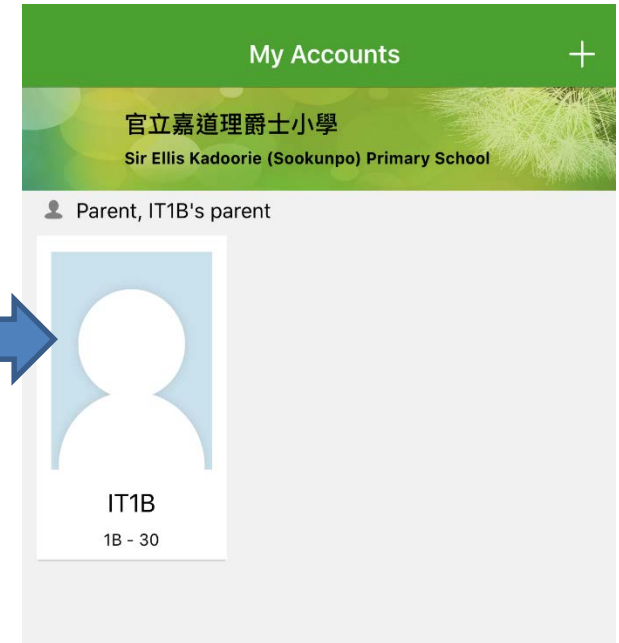 My Accounts +
官立嘉道理爵士小學
Sir Ellis Kadoorie (Sookunpo) Primary School
Parent, IT1B's parent
IT1B
1B - 30